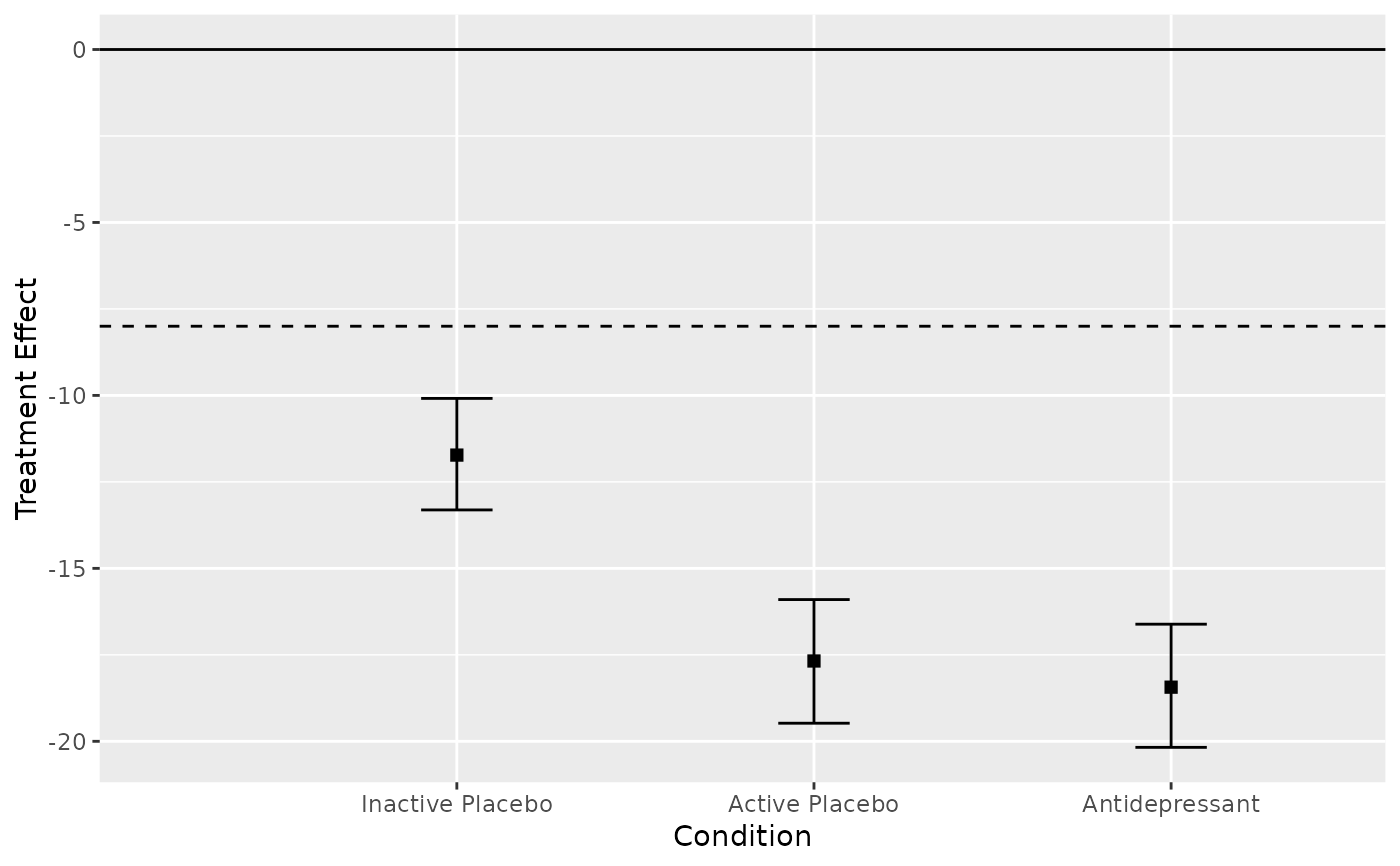 0
-5
-10
-15
-20
Treatment Effect
Inactive Placebo
Active Placebo
Antidepressant
Condition